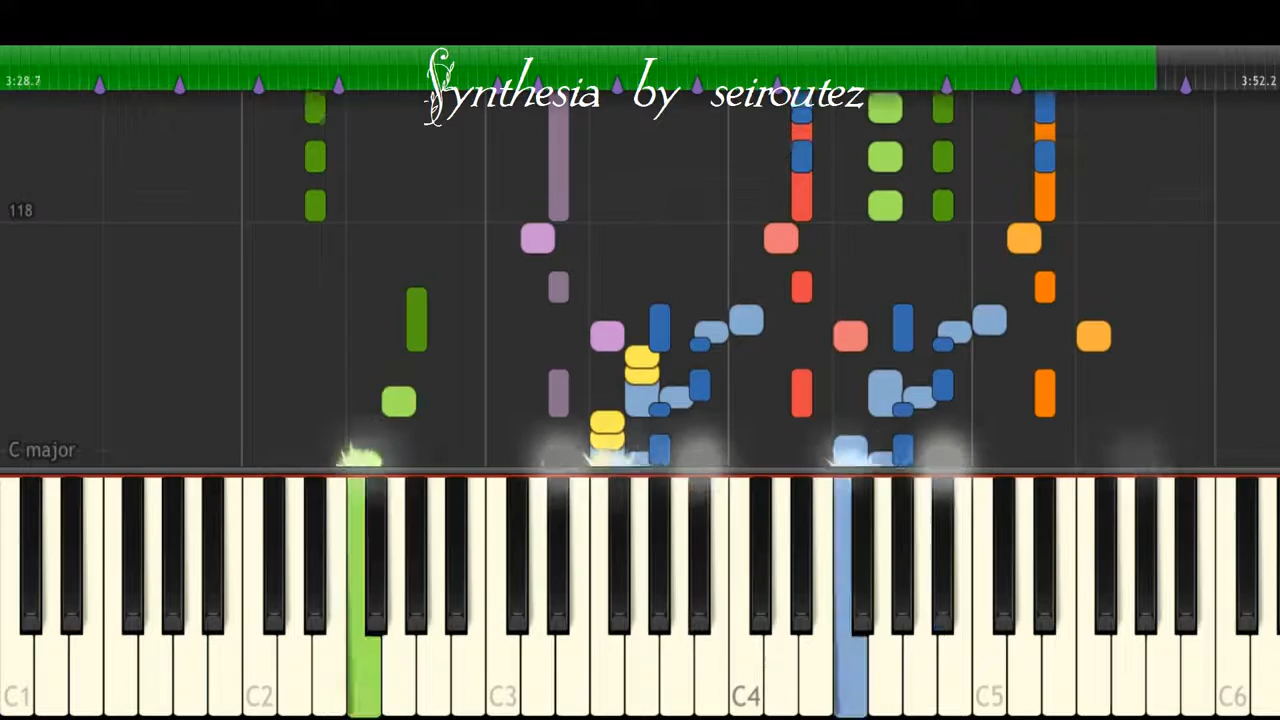 Synthesia by seiroutez
3:28.7
3:52.2
118
C major
C1
C2
C3
C4
C5
C6